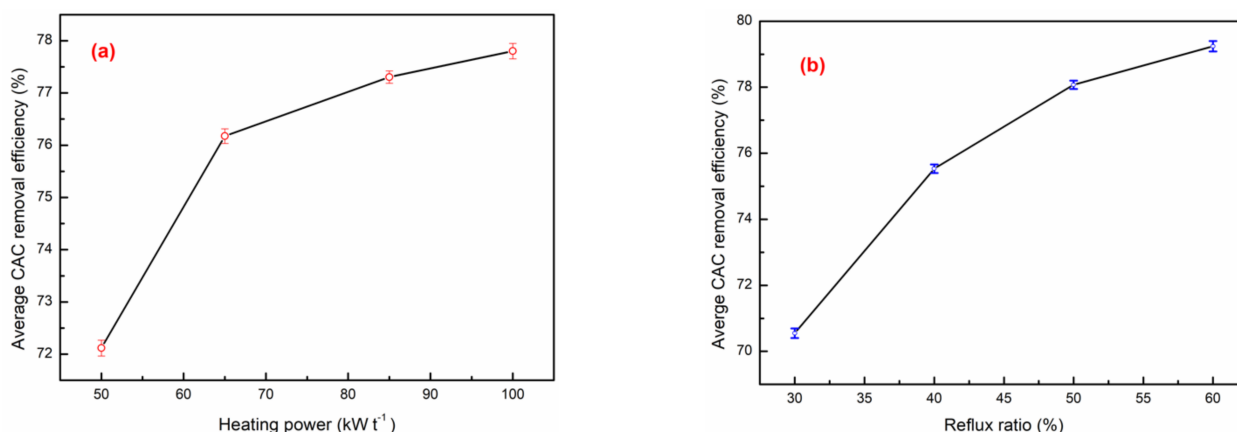 (a)
Average CAC removal efficiency (%)
78
77
76
75
74
73
72
50 60 70 80 90 100
Heating power (kW t⁻¹)
(b)
Averge CAC removal efficiency (%)
80
78
76
74
72
70
30 35 40 45 50 55 60
Reflux ratio (%)